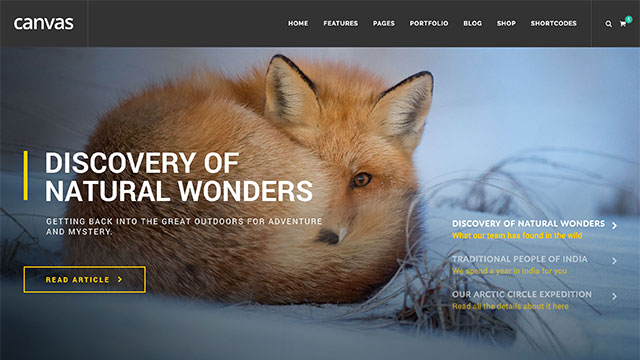 canvas
HOME FEATURES PAGES PORTFOLIO BLOG SHOP SHORTCODES
5
DISCOVERY OF
NATURAL WONDERS
GETTING BACK INTO THE GREAT OUTDOORS FOR ADVENTURE
AND MYSTERY.
READ ARTICLE
DISCOVERY OF NATURAL WONDERS
What our team has found in the wild
TRADITIONAL PEOPLE OF INDIA
We spend a year in India for you
OUR ARCTIC CIRCLE EXPEDITION
Read all the details about it here